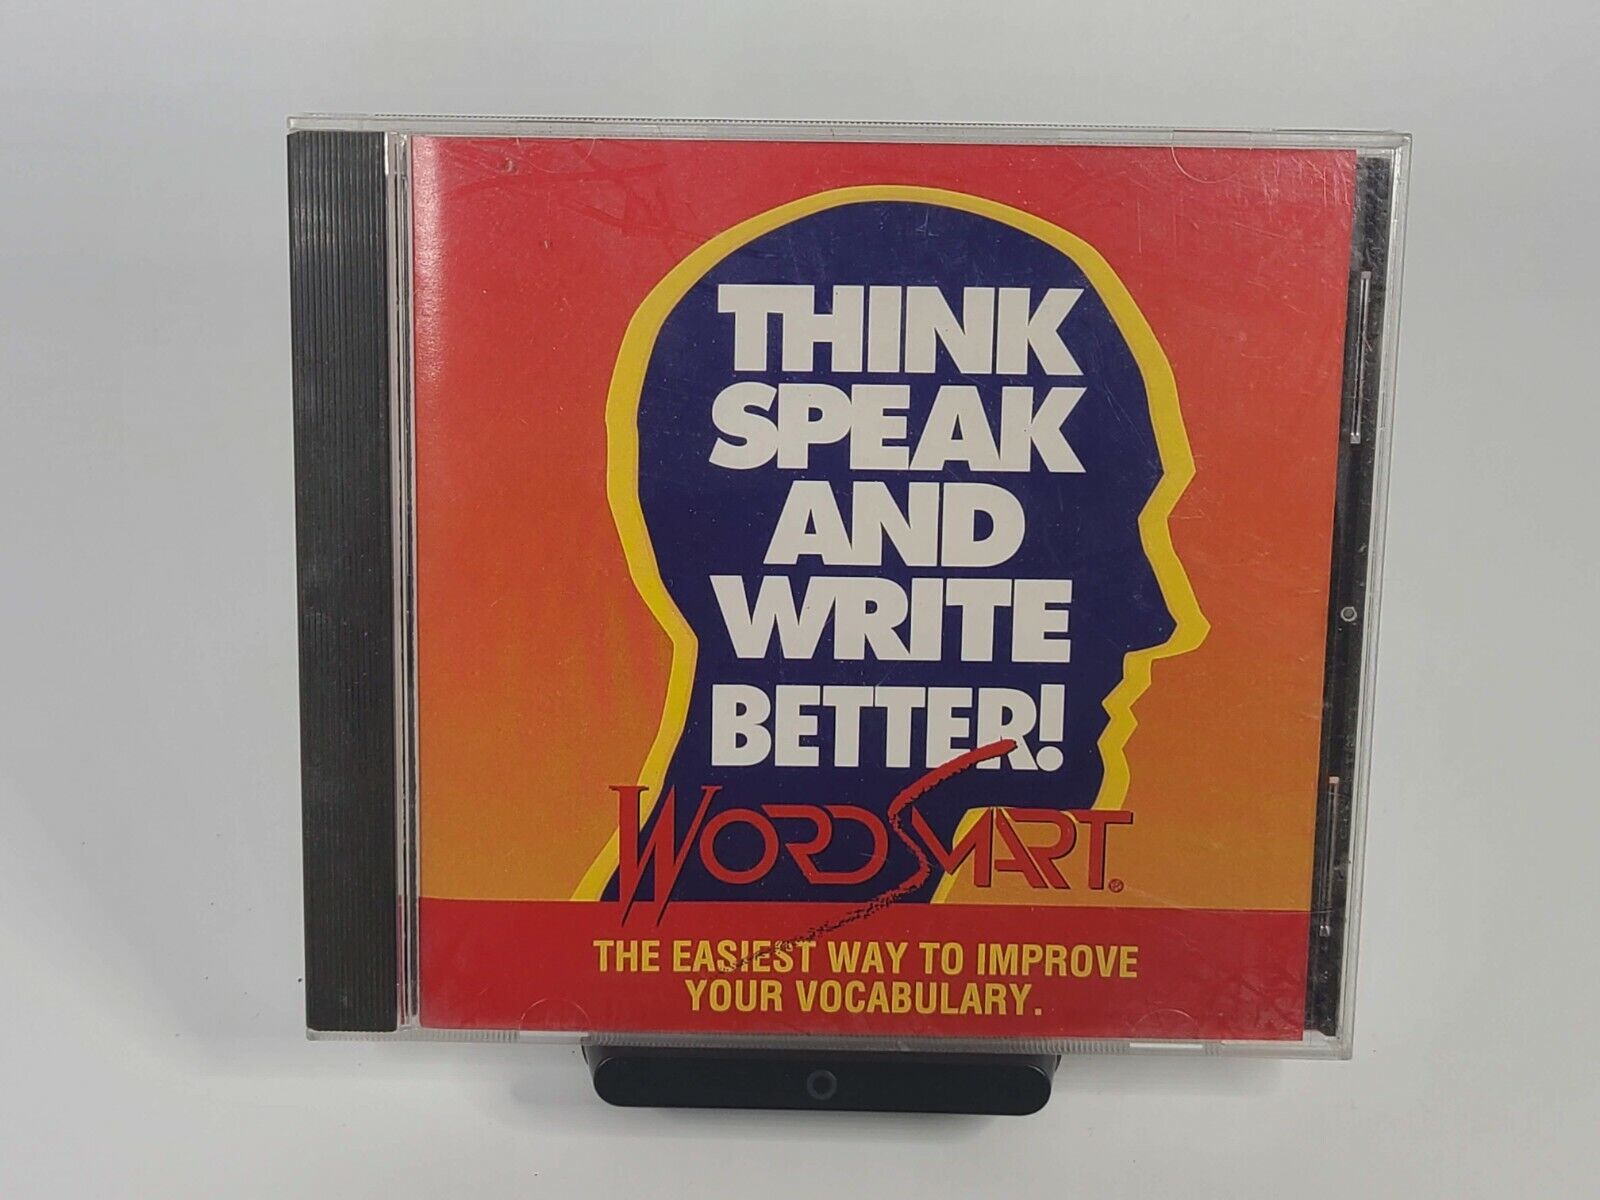 THINK
SPEAK
AND
WRITE
BETTER!
WORDSMART®
THE EASIEST WAY TO IMPROVE
YOUR VOCABULARY.